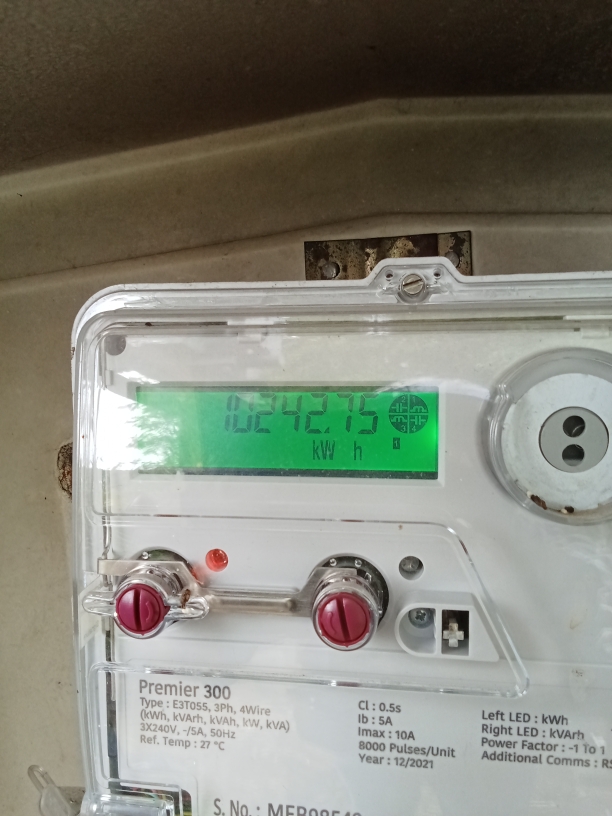 10242.75
kW h
Premier 300
Type : E3T055, 3Ph, 4Wire
(kWh, kVArh, kVAh, kW, kVA)
3X240V, -/5A, 50Hz
Ref. Temp : 27 °C
Cl : 0.5s
Ib : 5A
Imax : 10A
8000 Pulses/Unit
Year : 12/2021
Left LED : kWh
Right LED : kVArh
Power Factor : -1 To 1
Additional Comms : RS
S. No. :